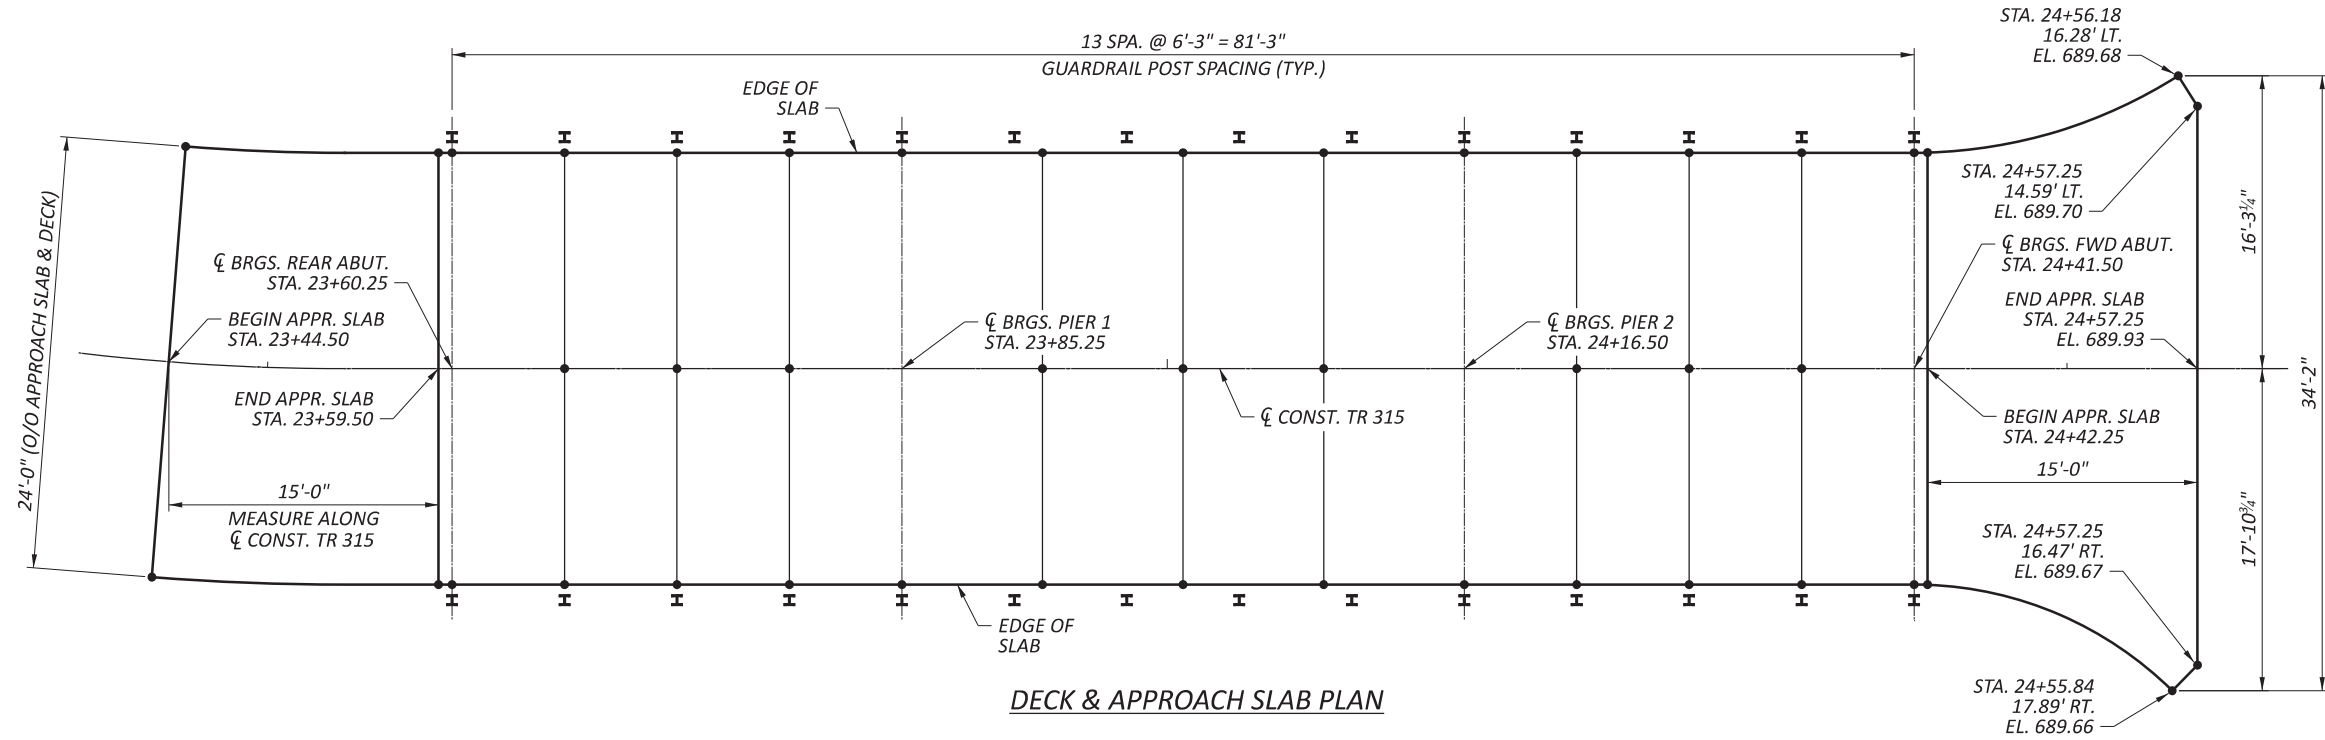 STA. 24+56.18
16.28' LT.
EL. 689.68
13 SPA. @ 6'-3" = 81'-3"
GUARDRAIL POST SPACING (TYP.)
EDGE OF
SLAB
24'-0" (O/O APPROACH SLAB & DECK)
STA. 24+57.25
14.59' LT.
EL. 689.70
16'-3¼"
℄ BRGS. REAR ABUT.
STA. 23+60.25
℄ BRGS. FWD ABUT.
STA. 24+41.50
BEGIN APPR. SLAB
STA. 23+44.50
℄ BRGS. PIER 1
STA. 23+85.25
℄ BRGS. PIER 2
STA. 24+16.50
END APPR. SLAB
STA. 24+57.25
EL. 689.93
34'-2"
END APPR. SLAB
STA. 23+59.50
℄ CONST. TR 315
BEGIN APPR. SLAB
STA. 24+42.25
15'-0"
MEASURE ALONG
℄ CONST. TR 315
15'-0"
17'-10¾"
STA. 24+57.25
16.47' RT.
EL. 689.67
EDGE OF
SLAB
STA. 24+55.84
17.89' RT.
EL. 689.66
DECK & APPROACH SLAB PLAN